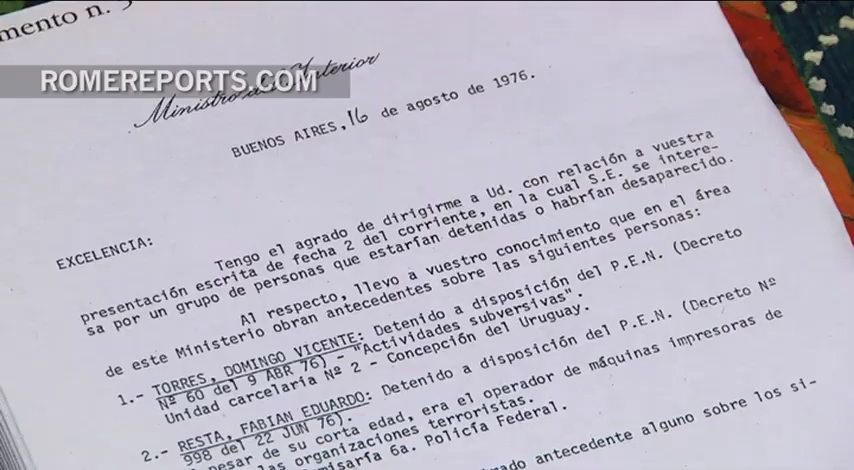 mento n.
ROMEREPORTS.COM
Ministro del Interior
BUENOS AIRES, 16 de agosto de 1976.
EXCELENCIA:
Tengo el agrado de dirigirme a Ud. con relación a vuestra
presentación escrita de fecha 2 del corriente, en la cual S.E. se intere-
sa por un grupo de personas que estarían detenidas o habrían desaparecido.
Al respecto, llevo a vuestro conocimiento que en el área
de este Ministerio obran antecedentes sobre las siguientes personas:
1.- TORRES, DOMINGO VICENTE: Detenido a disposición del P.E.N. (Decreto
Nº 60 del 9 ABR 76) - "Actividades subversivas".
Unidad carcelaria Nº 2 - Concepción del Uruguay.
2.- RESTA, FABIAN EDUARDO: Detenido a disposición del P.E.N. (Decreto Nº
998 del 22 JUN 76).
pesar de su corta edad, era el operador de máquinas impresoras de
las organizaciones terroristas.
misaría 6a. Policía Federal.
mado antecedente alguno sobre los si-